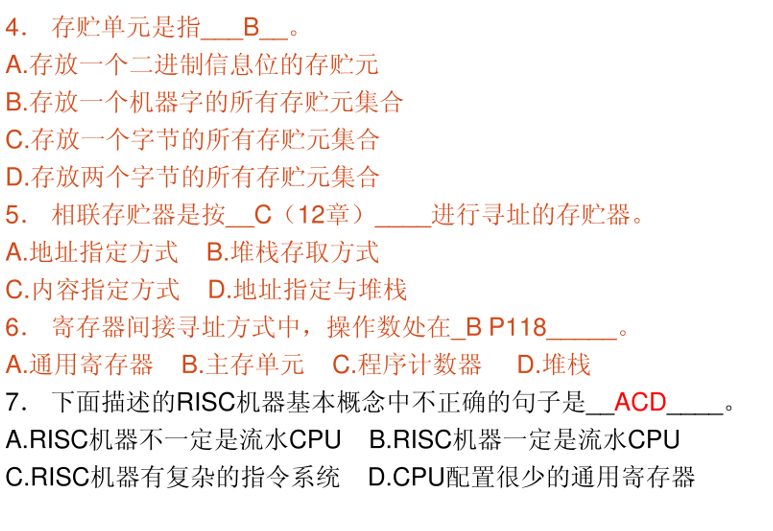 4. 存贮单元是指___B__。
A.存放一个二进制信息位的存贮元
B.存放一个机器字的所有存贮元集合
C.存放一个字节的所有存贮元集合
D.存放两个字节的所有存贮元集合
5. 相联存贮器是按__C（12章）____进行寻址的存贮器。
A.地址指定方式 B.堆栈存取方式
C.内容指定方式 D.地址指定与堆栈
6. 寄存器间接寻址方式中，操作数处在_B P118_____。
A.通用寄存器 B.主存单元 C.程序计数器 D.堆栈
7. 下面描述的RISC机器基本概念中不正确的句子是__ACD____。
A.RISC机器不一定是流水CPU B.RISC机器一定是流水CPU
C.RISC机器有复杂的指令系统 D.CPU配置很少的通用寄存器